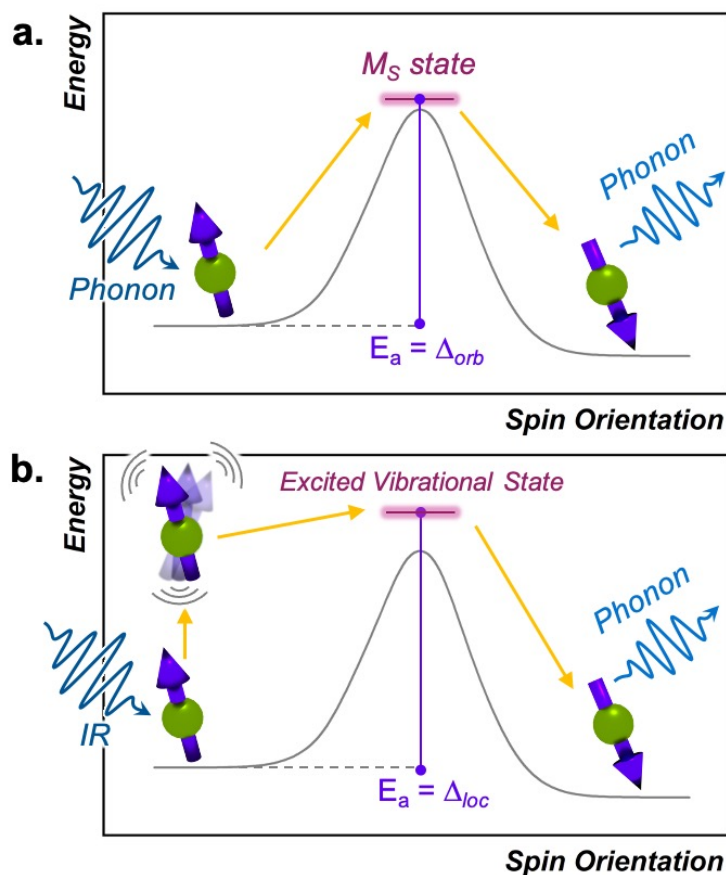 a.
Energy
M_S state
Phonon
Phonon
E_a = Δ_orb
Spin Orientation
b.
Energy
Excited Vibrational State
Phonon
IR
E_a = Δ_loc
Spin Orientation